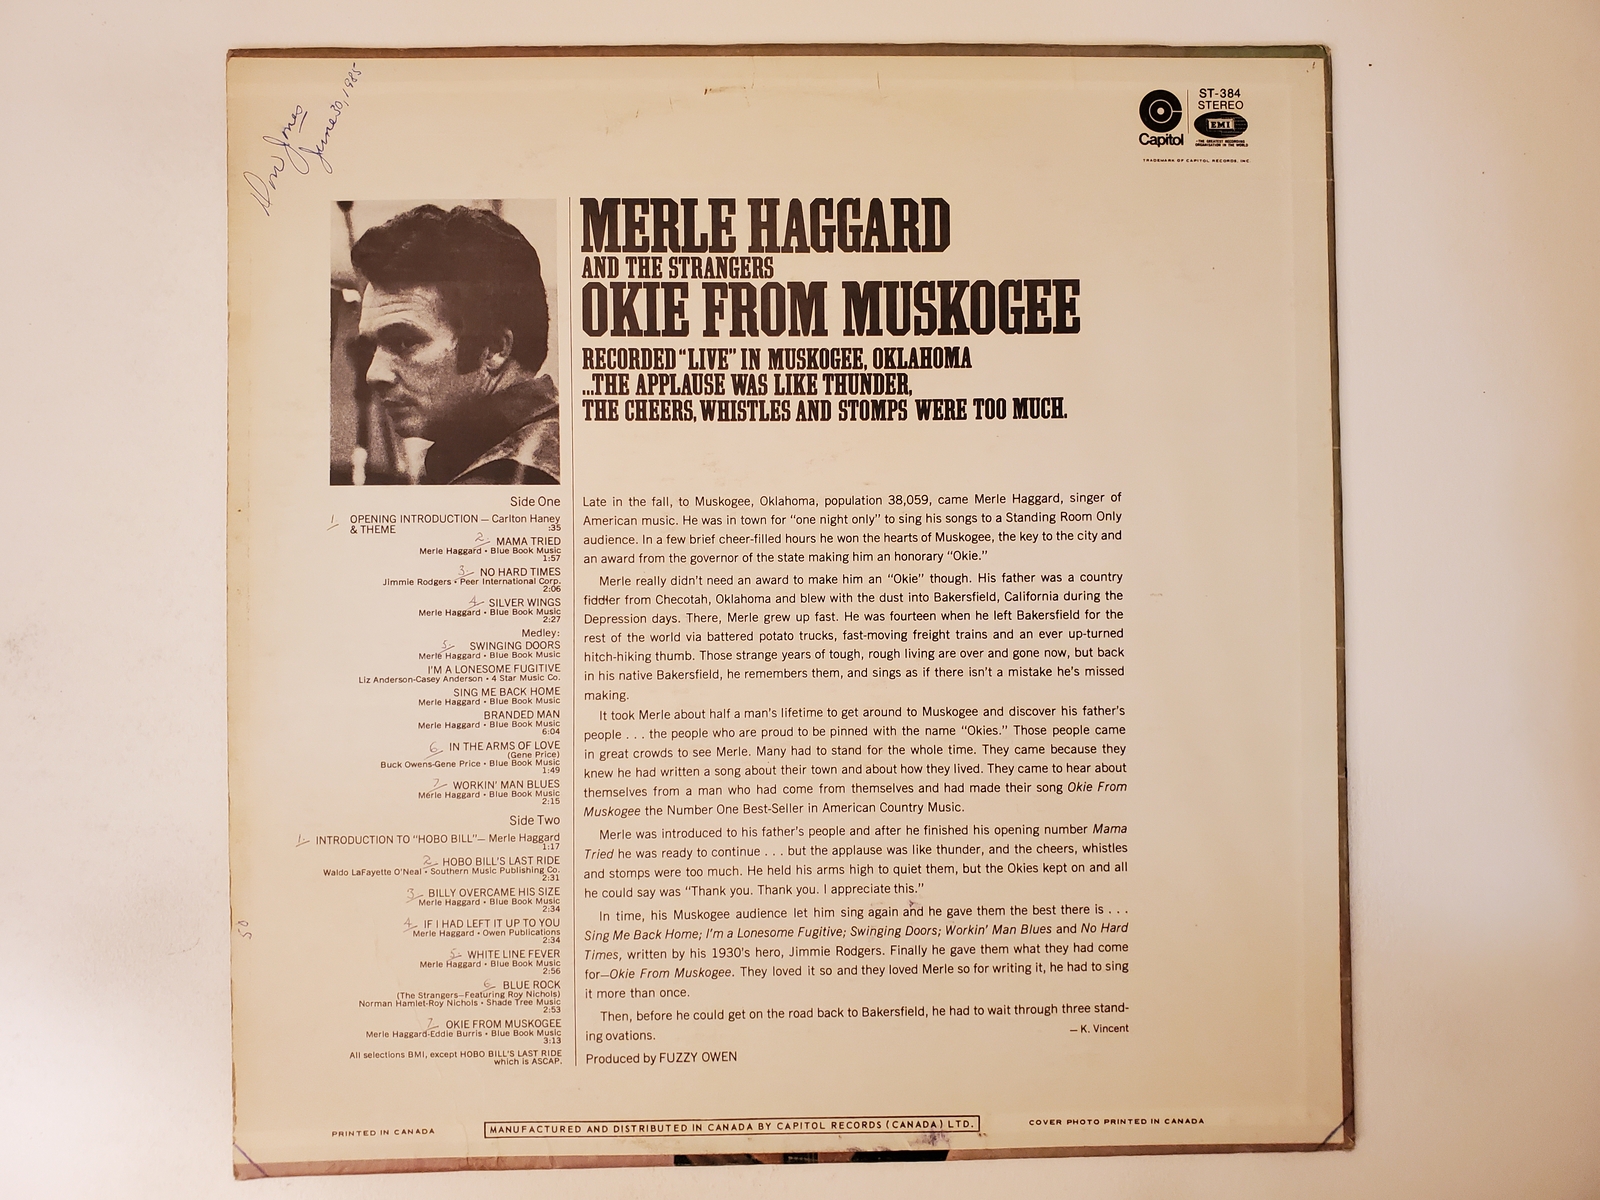 Don Jones
June 30, 1985
Capitol
ST-384
STEREO
EMI
THE GREATEST RECORDING
ORGANISATION IN THE WORLD
TRADEMARK OF CAPITOL RECORDS, INC.
MERLE HAGGARD
AND THE STRANGERS
OKIE FROM MUSKOGEE
RECORDED "LIVE" IN MUSKOGEE, OKLAHOMA
...THE APPLAUSE WAS LIKE THUNDER,
THE CHEERS, WHISTLES AND STOMPS WERE TOO MUCH.
Side One
1. OPENING INTRODUCTION — Carlton Haney
& THEME :35
2 MAMA TRIED
Merle Haggard • Blue Book Music
1:57
3 NO HARD TIMES
Jimmie Rodgers • Peer International Corp.
2:06
4 SILVER WINGS
Merle Haggard • Blue Book Music
2:27
Medley:
5 SWINGING DOORS
Merle Haggard • Blue Book Music
I'M A LONESOME FUGITIVE
Liz Anderson-Casey Anderson • 4 Star Music Co.
SING ME BACK HOME
Merle Haggard • Blue Book Music
BRANDED MAN
Merle Haggard • Blue Book Music
6:04
6 IN THE ARMS OF LOVE
(Gene Price)
Buck Owens-Gene Price • Blue Book Music
1:49
7 WORKIN' MAN BLUES
Merle Haggard • Blue Book Music
2:15
Side Two
1. INTRODUCTION TO "HOBO BILL"— Merle Haggard
1:17
2 HOBO BILL'S LAST RIDE
Waldo LaFayette O'Neal • Southern Music Publishing Co.
2:31
3 BILLY OVERCAME HIS SIZE
Merle Haggard • Blue Book Music
2:34
4 IF I HAD LEFT IT UP TO YOU
Merle Haggard • Owen Publications
2:34
5 WHITE LINE FEVER
Merle Haggard • Blue Book Music
2:56
6 BLUE ROCK
(The Strangers—Featuring Roy Nichols)
Norman Hamlet-Roy Nichols • Shade Tree Music
2:53
7 OKIE FROM MUSKOGEE
Merle Haggard-Eddie Burris • Blue Book Music
3:13
All selections BMI, except HOBO BILL'S LAST RIDE
which is ASCAP.
50
Late in the fall, to Muskogee, Oklahoma, population 38,059, came Merle Haggard, singer of
American music. He was in town for "one night only" to sing his songs to a Standing Room Only
audience. In a few brief cheer-filled hours he won the hearts of Muskogee, the key to the city and
an award from the governor of the state making him an honorary "Okie."
Merle really didn't need an award to make him an "Okie" though. His father was a country
fiddler from Checotah, Oklahoma and blew with the dust into Bakersfield, California during the
Depression days. There, Merle grew up fast. He was fourteen when he left Bakersfield for the
rest of the world via battered potato trucks, fast-moving freight trains and an ever up-turned
hitch-hiking thumb. Those strange years of tough, rough living are over and gone now, but back
in his native Bakersfield, he remembers them, and sings as if there isn't a mistake he's missed
making.
It took Merle about half a man's lifetime to get around to Muskogee and discover his father's
people . . . the people who are proud to be pinned with the name "Okies." Those people came
in great crowds to see Merle. Many had to stand for the whole time. They came because they
knew he had written a song about their town and about how they lived. They came to hear about
themselves from a man who had come from themselves and had made their song Okie From
Muskogee the Number One Best-Seller in American Country Music.
Merle was introduced to his father's people and after he finished his opening number Mama
Tried he was ready to continue . . . but the applause was like thunder, and the cheers, whistles
and stomps were too much. He held his arms high to quiet them, but the Okies kept on and all
he could say was "Thank you. Thank you. I appreciate this."
In time, his Muskogee audience let him sing again and he gave them the best there is . . .
Sing Me Back Home; I'm a Lonesome Fugitive; Swinging Doors; Workin' Man Blues and No Hard
Times, written by his 1930's hero, Jimmie Rodgers. Finally he gave them what they had come
for—Okie From Muskogee. They loved it so and they loved Merle so for writing it, he had to sing
it more than once.
Then, before he could get on the road back to Bakersfield, he had to wait through three stand-
ing ovations.
— K. Vincent
Produced by FUZZY OWEN
PRINTED IN CANADA
MANUFACTURED AND DISTRIBUTED IN CANADA BY CAPITOL RECORDS (CANADA) LTD.
COVER PHOTO PRINTED IN CANADA